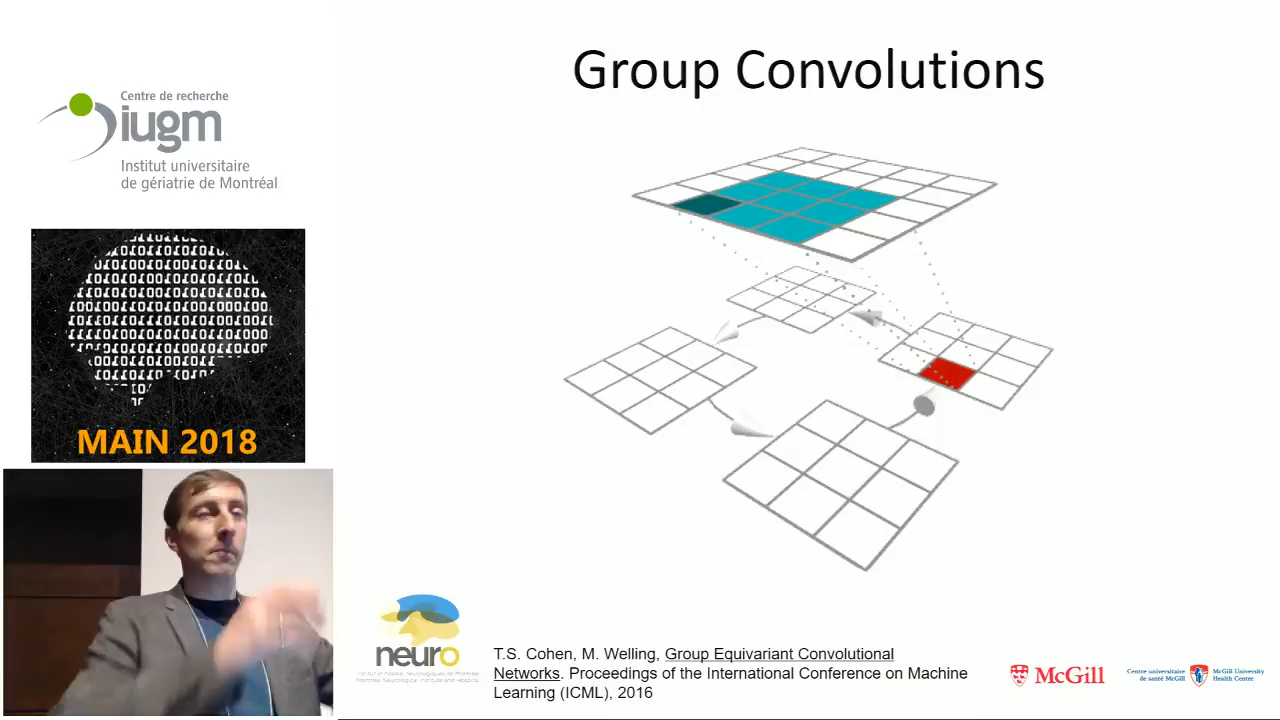 Group Convolutions
Centre de recherche
iugm
Institut universitaire
de gériatrie de Montréal
MAIN 2018
neuro
T.S. Cohen, M. Welling, Group Equivariant Convolutional
Networks. Proceedings of the International Conference on Machine
Learning (ICML), 2016
McGill
Centre universitaire
de santé McGill
McGill University
Health Centre